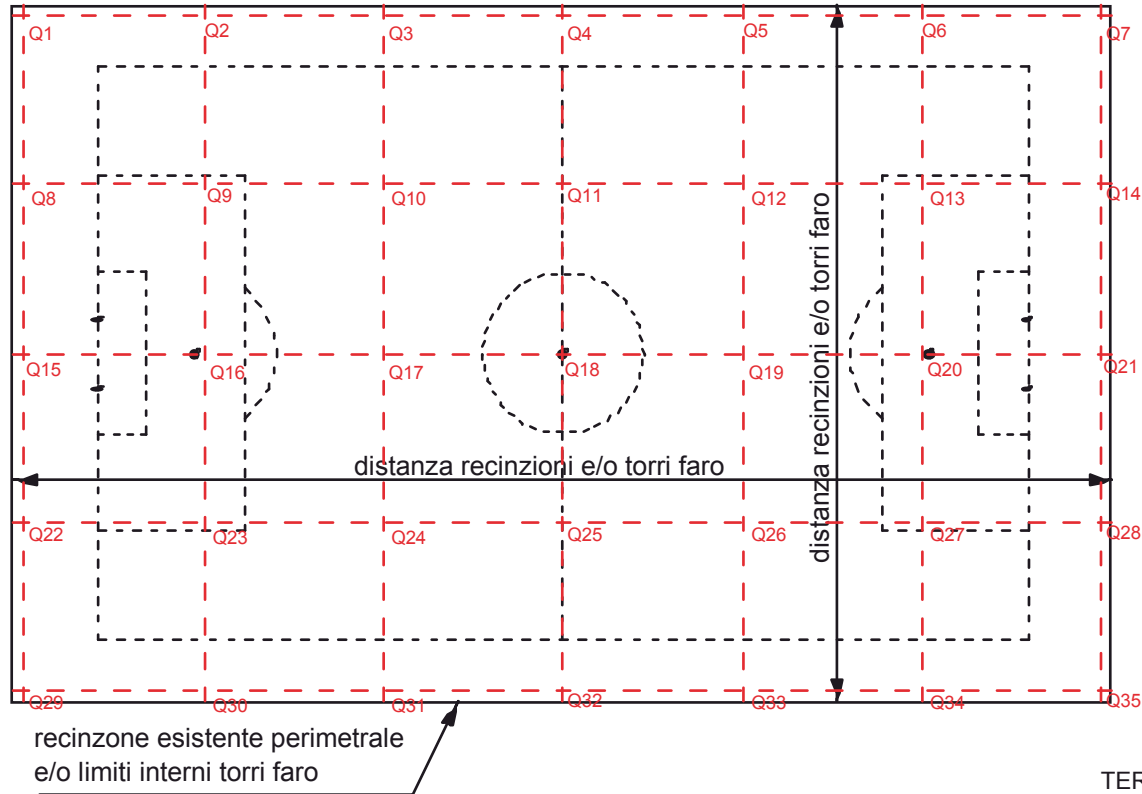 Q1 Q2 Q3 Q4 Q5 Q6 Q7
Q8 Q9 Q10 Q11 Q12 Q13 Q14
distanza recinzioni e/o torri faro
Q15 Q16 Q17 Q18 Q19 Q20 Q21
distanza recinzioni e/o torri faro
Q22 Q23 Q24 Q25 Q26 Q27 Q28
Q29 Q30 Q31 Q32 Q33 Q34 Q35
recinzone esistente perimetrale
e/o limiti interni torri faro
TER